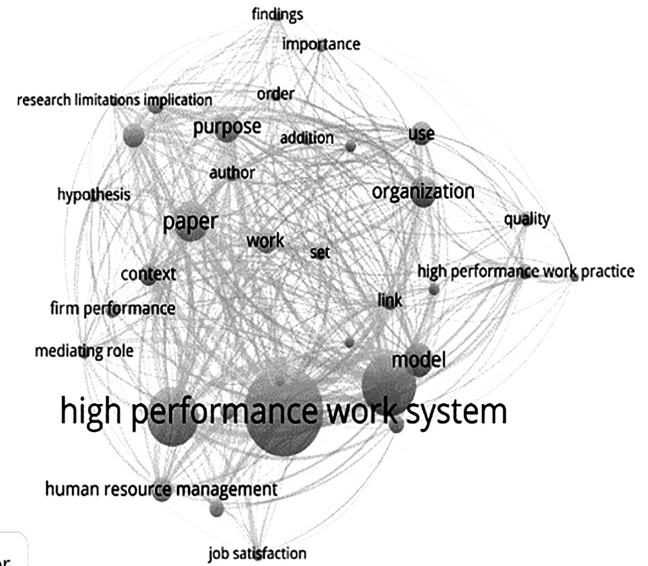 findings
importance
order
research limitations implication
purpose
addition
use
author
hypothesis
organization
paper
quality
work
set
context
high performance work practice
link
firm performance
mediating role
model
high performance work system
human resource management
job satisfaction